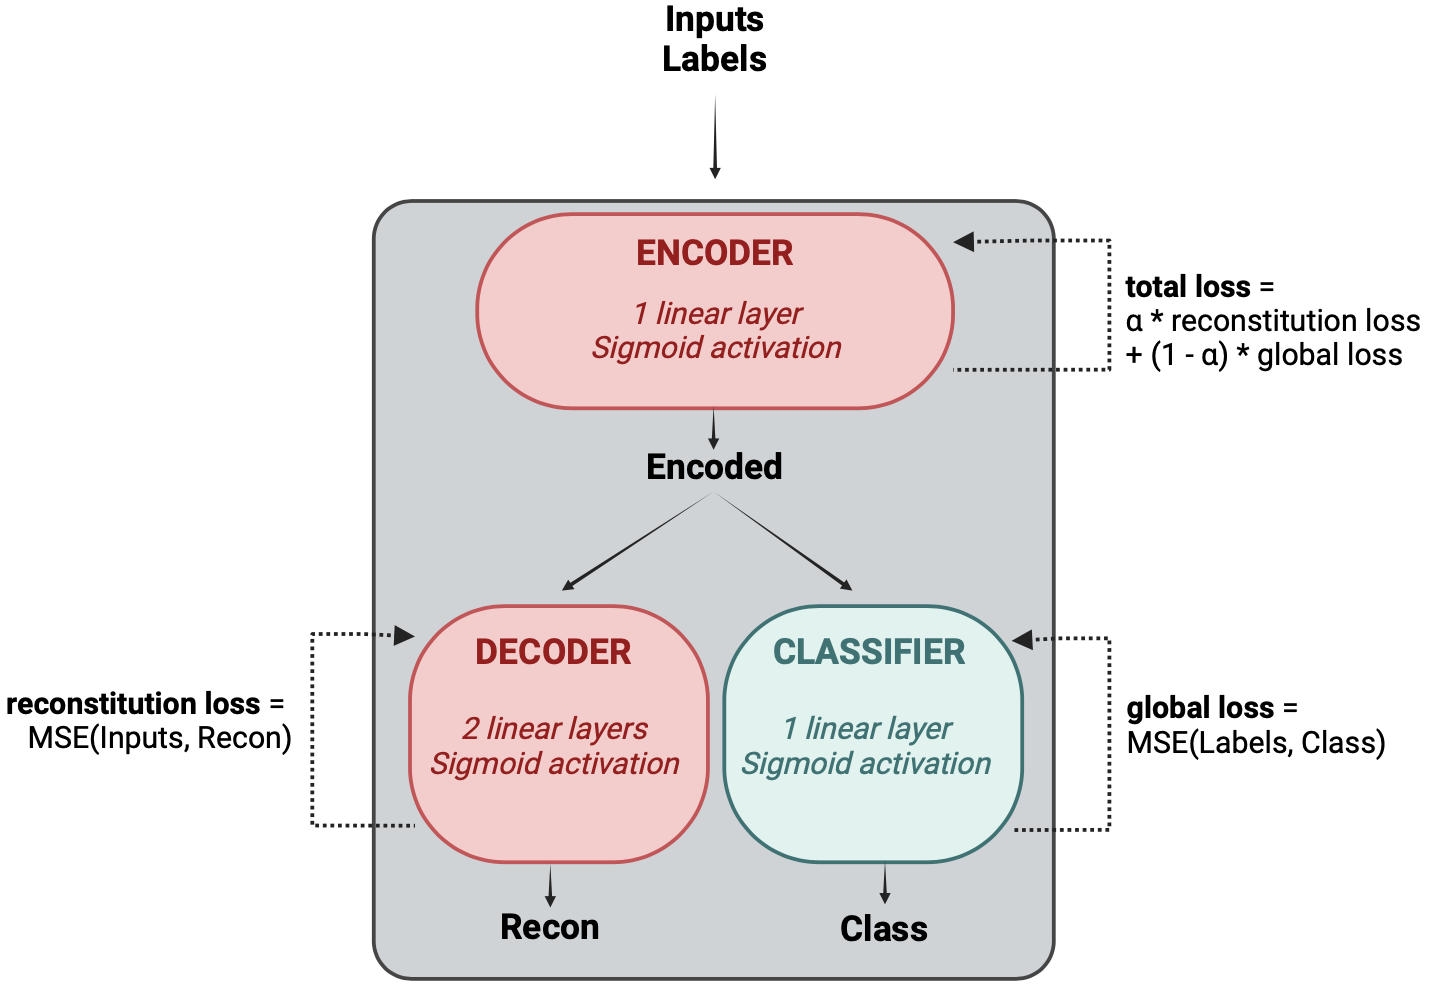 Inputs
Labels
ENCODER
1 linear layer
Sigmoid activation
total loss =
α * reconstitution loss
+ (1 - α) * global loss
Encoded
DECODER
2 linear layers
Sigmoid activation
CLASSIFIER
1 linear layer
Sigmoid activation
reconstitution loss =
MSE(Inputs, Recon)
global loss =
MSE(Labels, Class)
Recon
Class